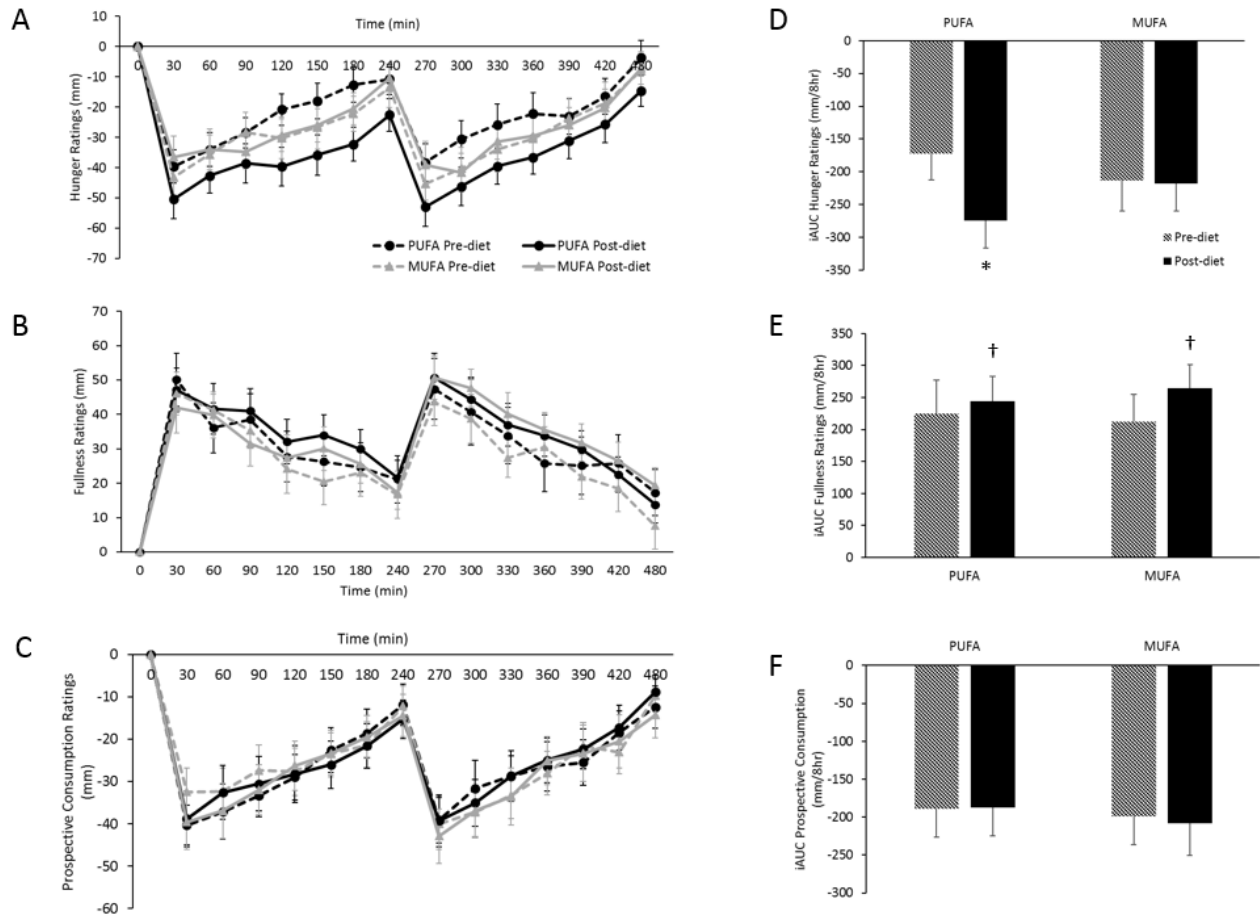 A
Time (min)
0
-10
-20
-30
-40
-50
-60
-70
Hunger Ratings (mm)
0 30 60 90 120 150 180 240 270 300 330 360 390 420 480
PUFA Pre-diet PUFA Post-diet
MUFA Pre-diet MUFA Post-diet
B
70
60
50
40
30
20
10
0
Fullness Ratings (mm)
0 30 60 90 120 150 180 240 270 300 330 360 390 420 480
Time (min)
C
Time (min)
0
-10
-20
-30
-40
-50
-60
Prospective Consumption Ratings
(mm)
0 30 60 90 120 150 180 240 270 300 330 360 390 420 480
D
PUFA MUFA
0
-50
-100
-150
-200
-250
-300
-350
iAUC Hunger Ratings (mm/8hr)
*
Pre-diet
Post-diet
E
350
300
250
200
150
100
50
0
iAUC Fullness Ratings (mm/8hr)
† †
PUFA MUFA
F
PUFA MUFA
0
-50
-100
-150
-200
-250
-300
iAUC Prospective Consumption
(mm/8hr)